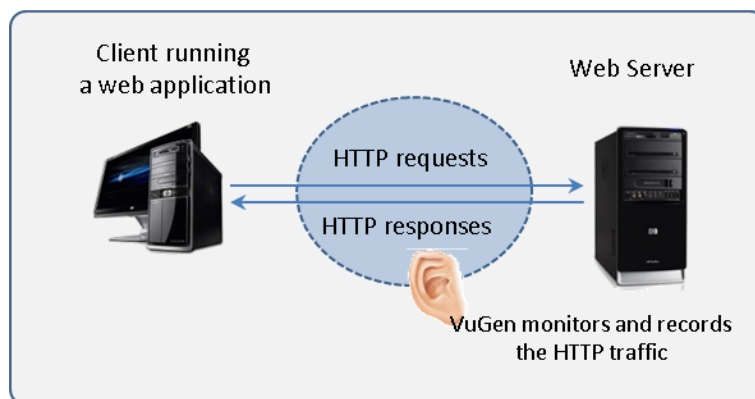 Client running
a web application
Web Server
HTTP requests
HTTP responses
VuGen monitors and records
the HTTP traffic